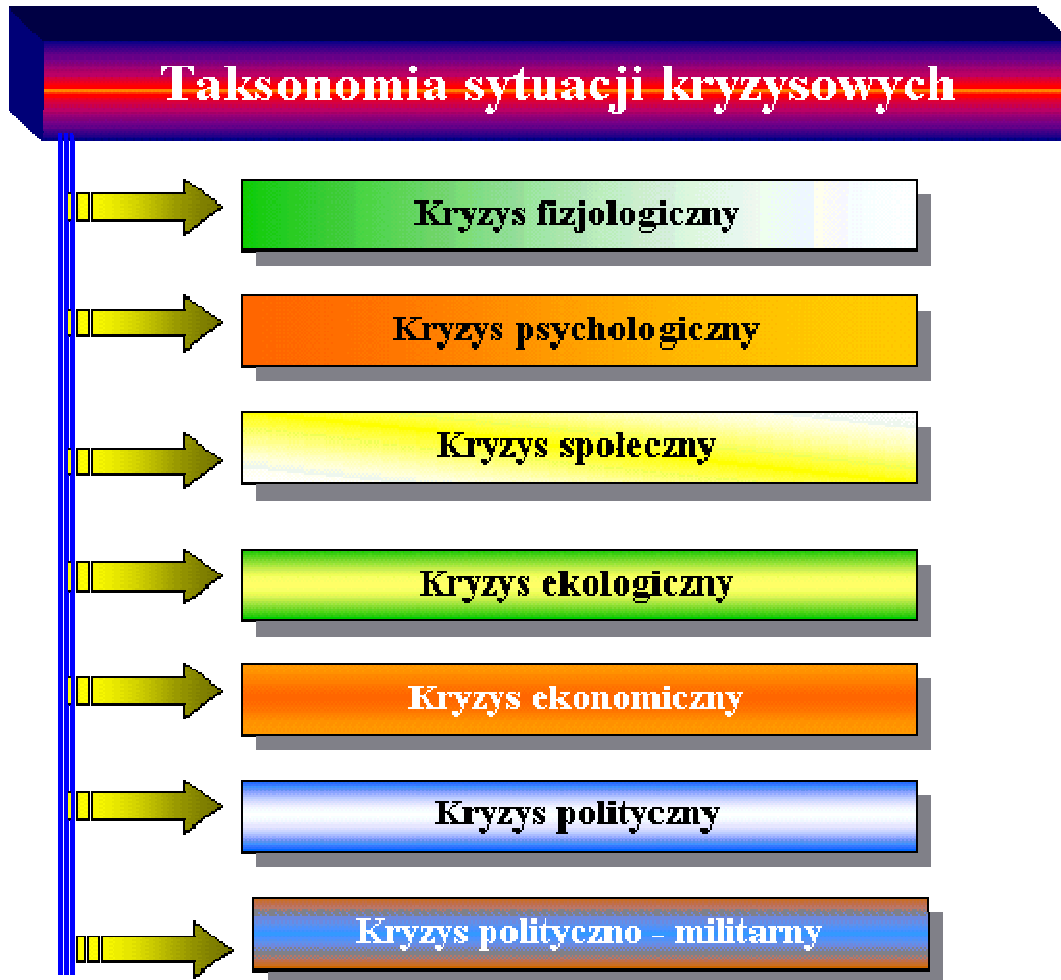 Taksonomia sytuacji kryzysowych
Kryzys fizjologiczny
Kryzys psychologiczny
Kryzys społeczny
Kryzys ekologiczny
Kryzys ekonomiczny
Kryzys polityczny
Kryzys polityczno - militarny